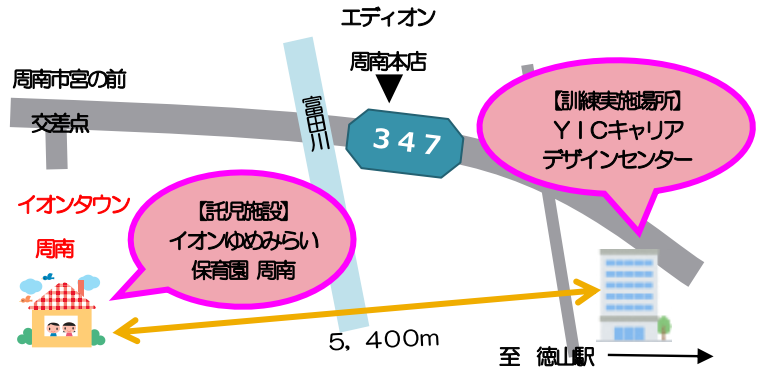 エディオン
周南本店
周南市宮の前
交差点
富田川
347
【訓練実施場所】
ＹＩＣキャリア
デザインセンター
イオンタウン
周南
【託児施設】
イオンゆめみらい
保育園 周南
５，４００ｍ
至 徳山駅